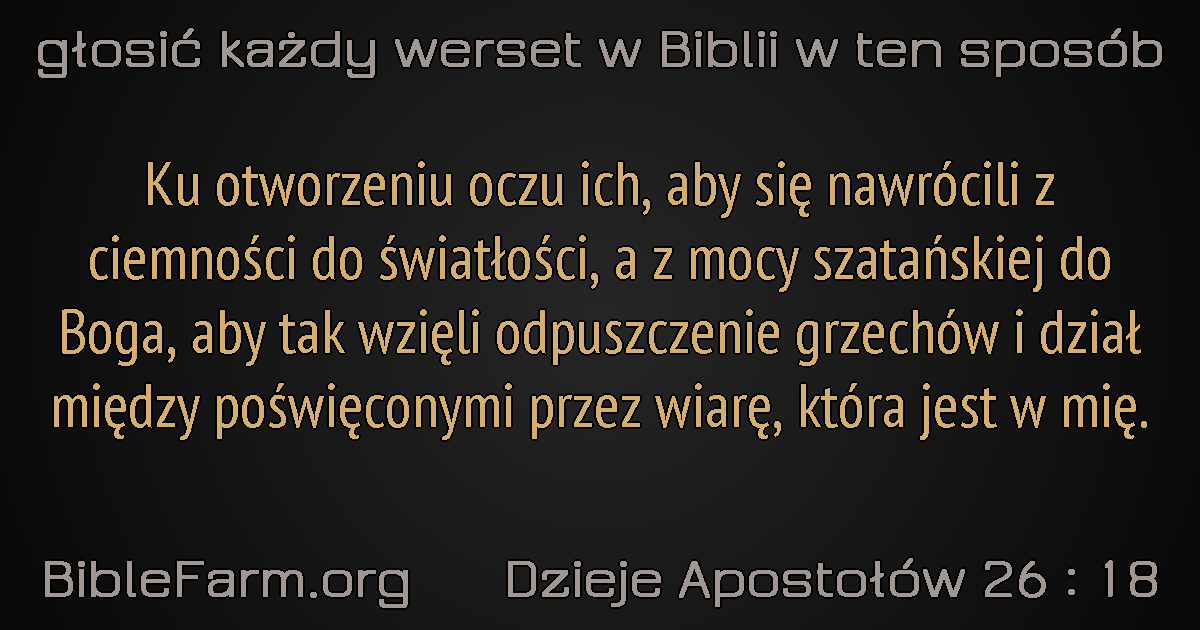 głosić każdy werset w Biblii w ten sposób
Ku otworzeniu oczu ich, aby się nawrócili z
ciemności do światłości, a z mocy szatańskiej do
Boga, aby tak wzięli odpuszczenie grzechów i dział
między poświęconymi przez wiarę, która jest w mię.
BibleFarm.org Dzieje Apostołów 26 : 18